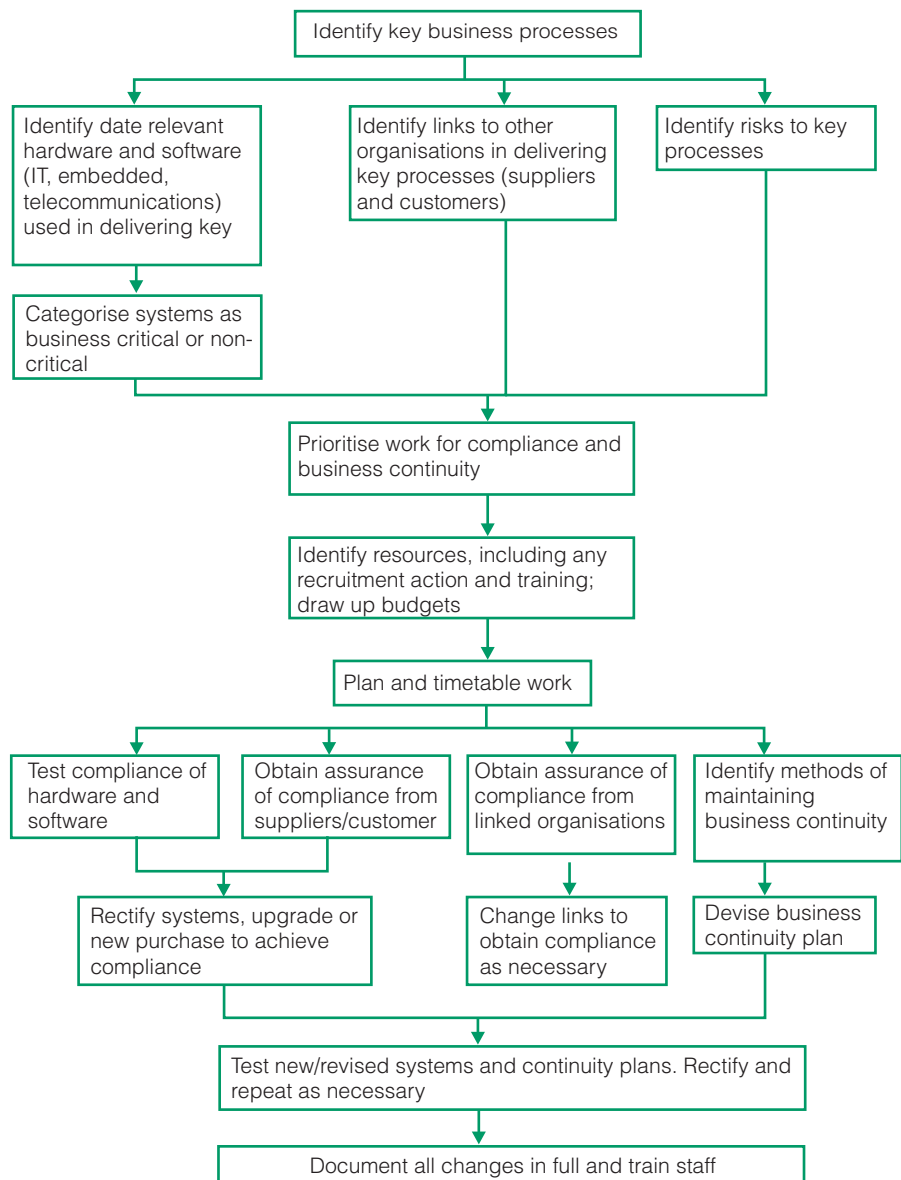 Identify key business processes
Identify date relevant
hardware and software
(IT, embedded,
telecommunications)
used in delivering key
Identify links to other
organisations in delivering
key processes (suppliers
and customers)
Identify risks to key
processes
Categorise systems as
business critical or non-
critical
Prioritise work for compliance and
business continuity
Identify resources, including any
recruitment action and training;
draw up budgets
Plan and timetable work
Test compliance of
hardware and
software
Obtain assurance
of compliance from
suppliers/customer
Obtain assurance of
compliance from
linked organisations
Identify methods of
maintaining
business continuity
Rectify systems, upgrade or
new purchase to achieve
compliance
Change links to
obtain compliance
as necessary
Devise business
continuity plan
Test new/revised systems and continuity plans. Rectify and
repeat as necessary
Document all changes in full and train staff